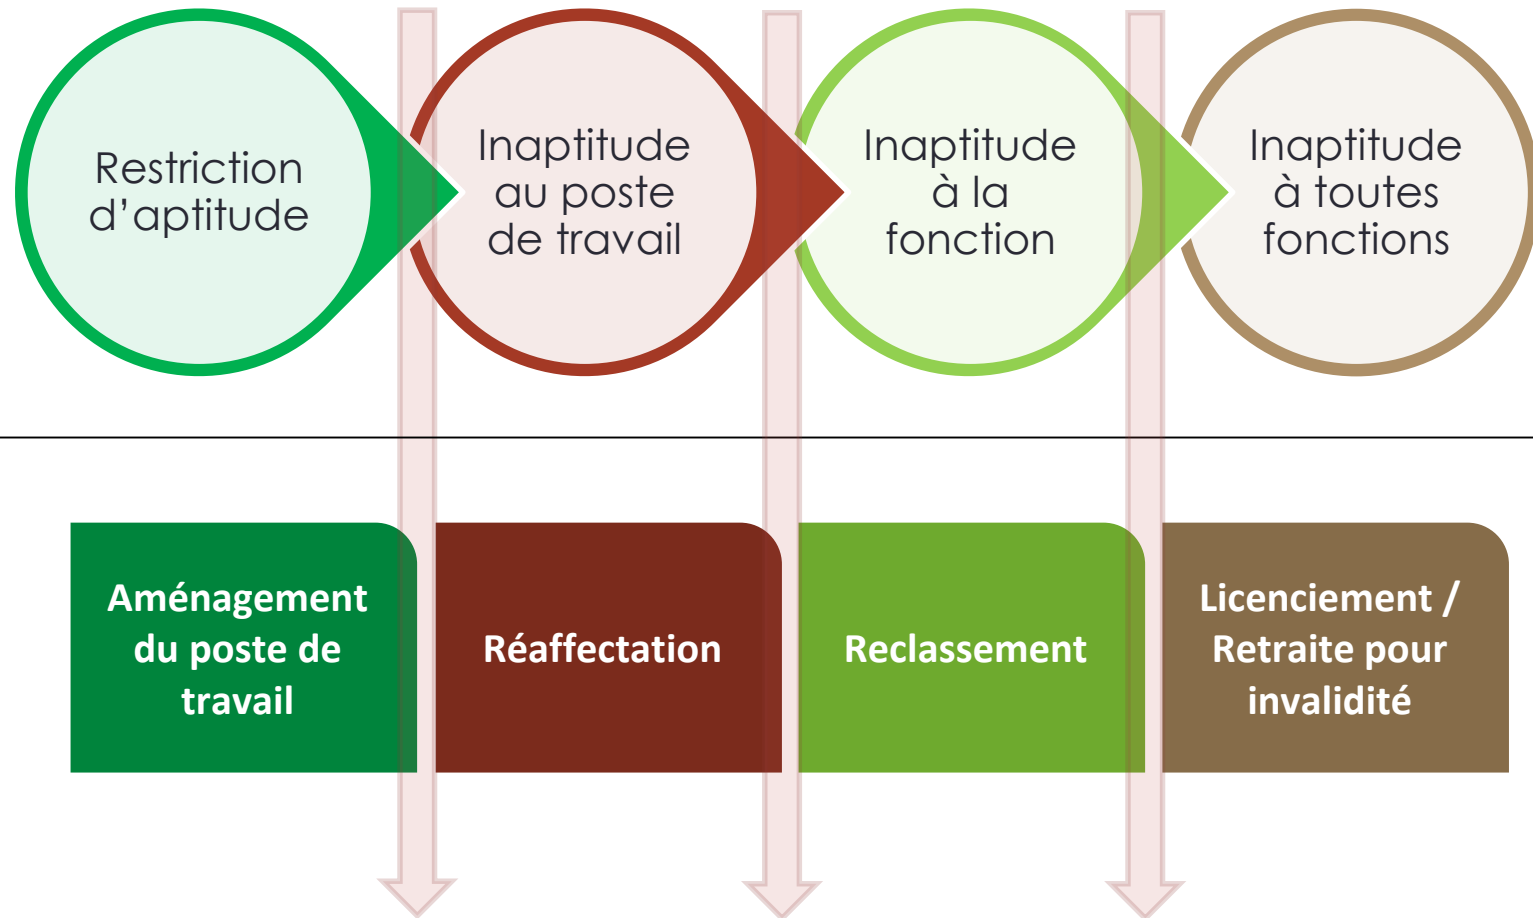 Restriction
d’aptitude
Inaptitude
au poste
de travail
Inaptitude
à la
fonction
Inaptitude
à toutes
fonctions
Aménagement
du poste de
travail
Réaffectation
Reclassement
Licenciement /
Retraite pour
invalidité